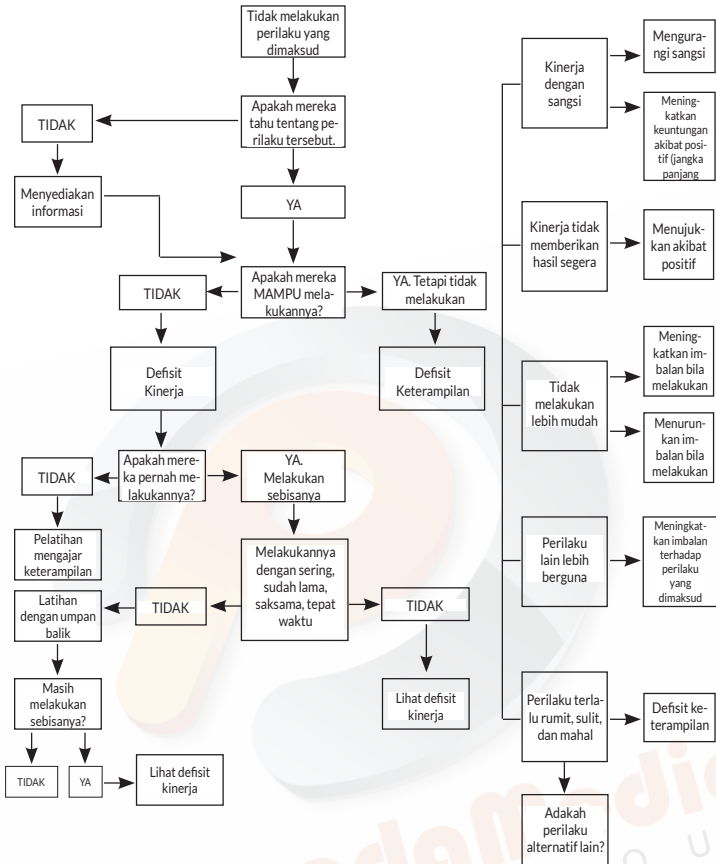 Tidak melakukan
perilaku yang
dimaksud
Apakah mereka
tahu tentang pe-
rilaku tersebut.
TIDAK
Menyediakan
informasi
YA
Apakah mereka
MAMPU mela-
kukannya?
TIDAK
YA. Tetapi tidak
melakukan
Defisit
Kinerja
Defisit
Keterampilan
Apakah mere-
ka pernah me-
lakukannya?
TIDAK
YA.
Melakukan
sebisanya
Pelatihan
mengajar
keterampilan
Melakukannya
dengan sering,
sudah lama,
saksama, tepat
waktu
Latihan
dengan umpan
balik
TIDAK
TIDAK
Masih
melakukan
sebisanya?
Lihat defisit
kinerja
TIDAK
YA
Lihat defisit
kinerja
Kinerja
dengan
sangsi
Mengura-
ngi sangsi
Mening-
katkan
keuntungan
akibat posi-
tif (jangka
panjang
Kinerja tidak
memberikan
hasil segera
Menujuk-
kan akibat
positif
Tidak
melakukan
lebih mudah
Mening-
katkan im-
balan bila
melakukan
Menurun-
kan im-
balan bila
melakukan
Perilaku
lain lebih
berguna
Meningkat-
kan imbalan
terhadap
perilaku
yang
dimaksud
Perilaku terla-
lu rumit, sulit,
dan mahal
Defisit ke-
terampilan
Adakah
perilaku
alternatif lain?